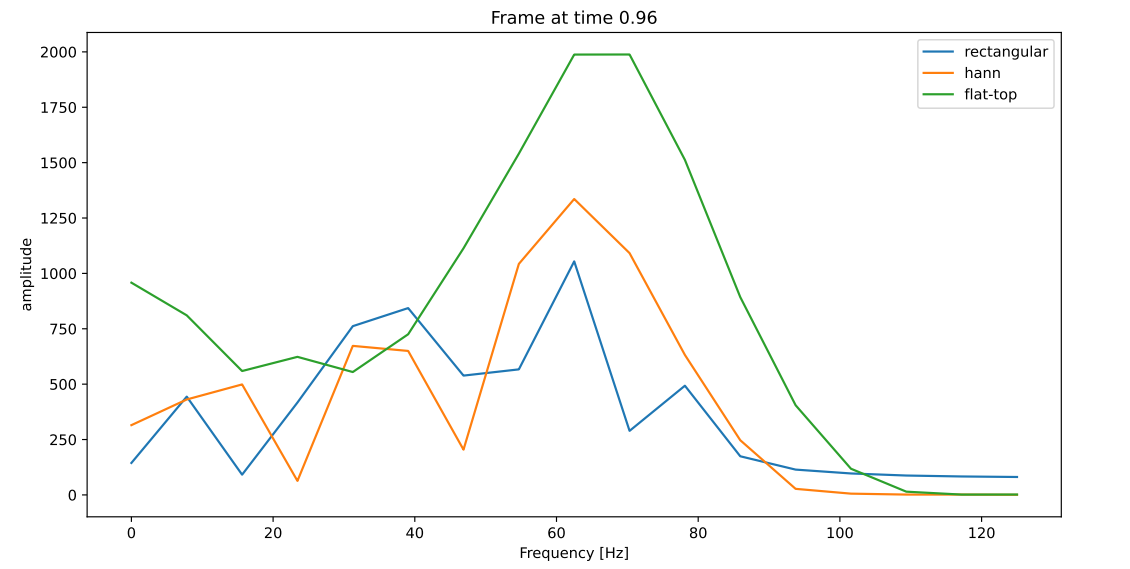 Frame at time 0.96
2000
1750
1500
1250
1000
750
500
250
0
amplitude
rectangular
hann
flat-top
0 20 40 60 80 100 120
Frequency [Hz]